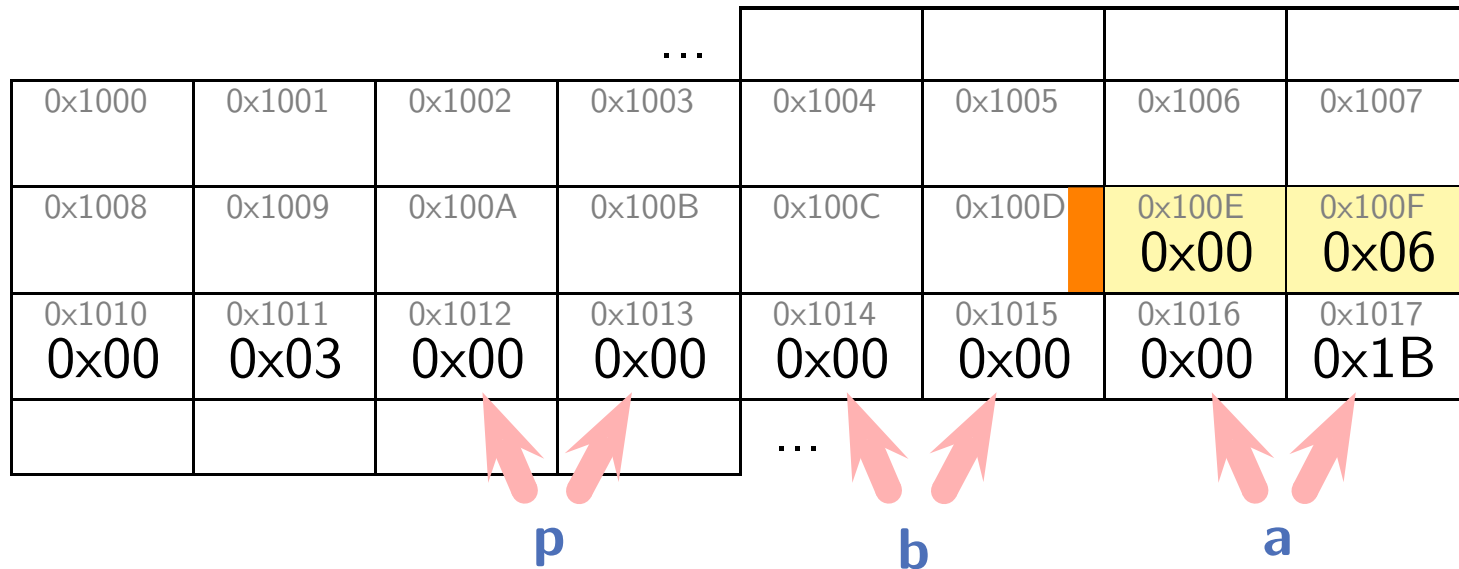 ...
0x1000 0x1001 0x1002 0x1003 0x1004 0x1005 0x1006 0x1007
0x1008 0x1009 0x100A 0x100B 0x100C 0x100D 0x100E 0x100F
0x00 0x06
0x1010 0x1011 0x1012 0x1013 0x1014 0x1015 0x1016 0x1017
0x00 0x03 0x00 0x00 0x00 0x00 0x00 0x1B
...
p b a